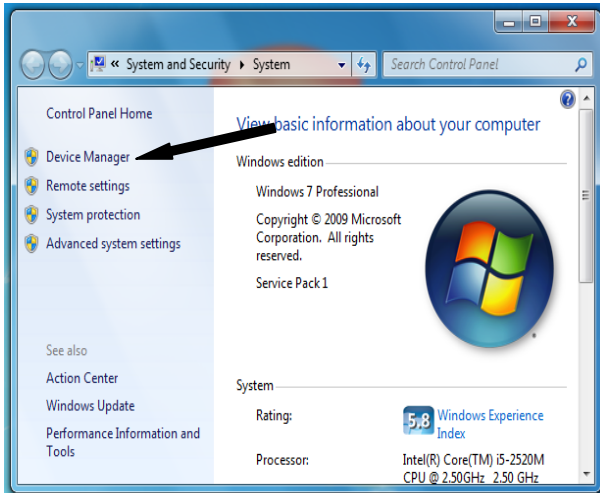 « System and Security ▸ System
Search Control Panel
Control Panel Home
Device Manager
Remote settings
System protection
Advanced system settings
See also
Action Center
Windows Update
Performance Information and
Tools
View basic information about your computer
Windows edition
Windows 7 Professional
Copyright © 2009 Microsoft
Corporation. All rights
reserved.
Service Pack 1
System
Rating:
5.8 Windows Experience
Index
Processor:
Intel(R) Core(TM) i5-2520M
CPU @ 2.50GHz 2.50 GHz